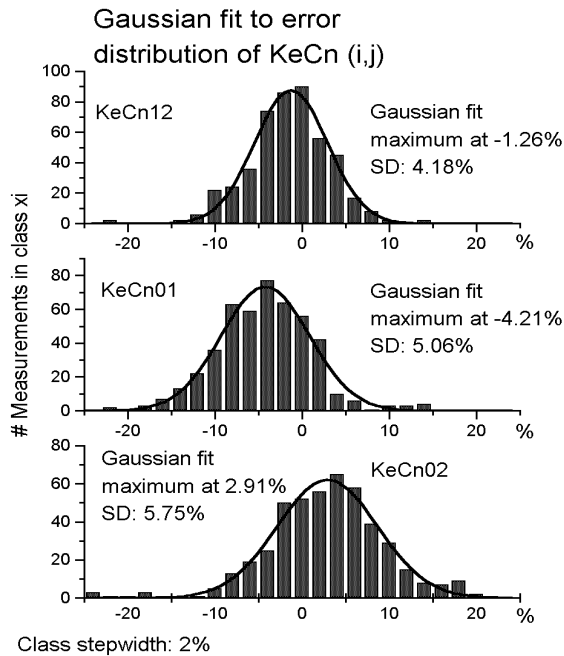 Gaussian fit to error
distribution of KeCn (i,j)
# Measurements in class xi
100
80
60
40
20
0
KeCn12
Gaussian fit
maximum at -1.26%
SD: 4.18%
-20
-10
0
10
20
%
80
60
40
20
0
KeCn01
Gaussian fit
maximum at -4.21%
SD: 5.06%
-20
-10
0
10
20
%
80
60
40
20
0
Gaussian fit
maximum at 2.91%
SD: 5.75%
KeCn02
-20
-10
0
10
20
%
Class stepwidth: 2%